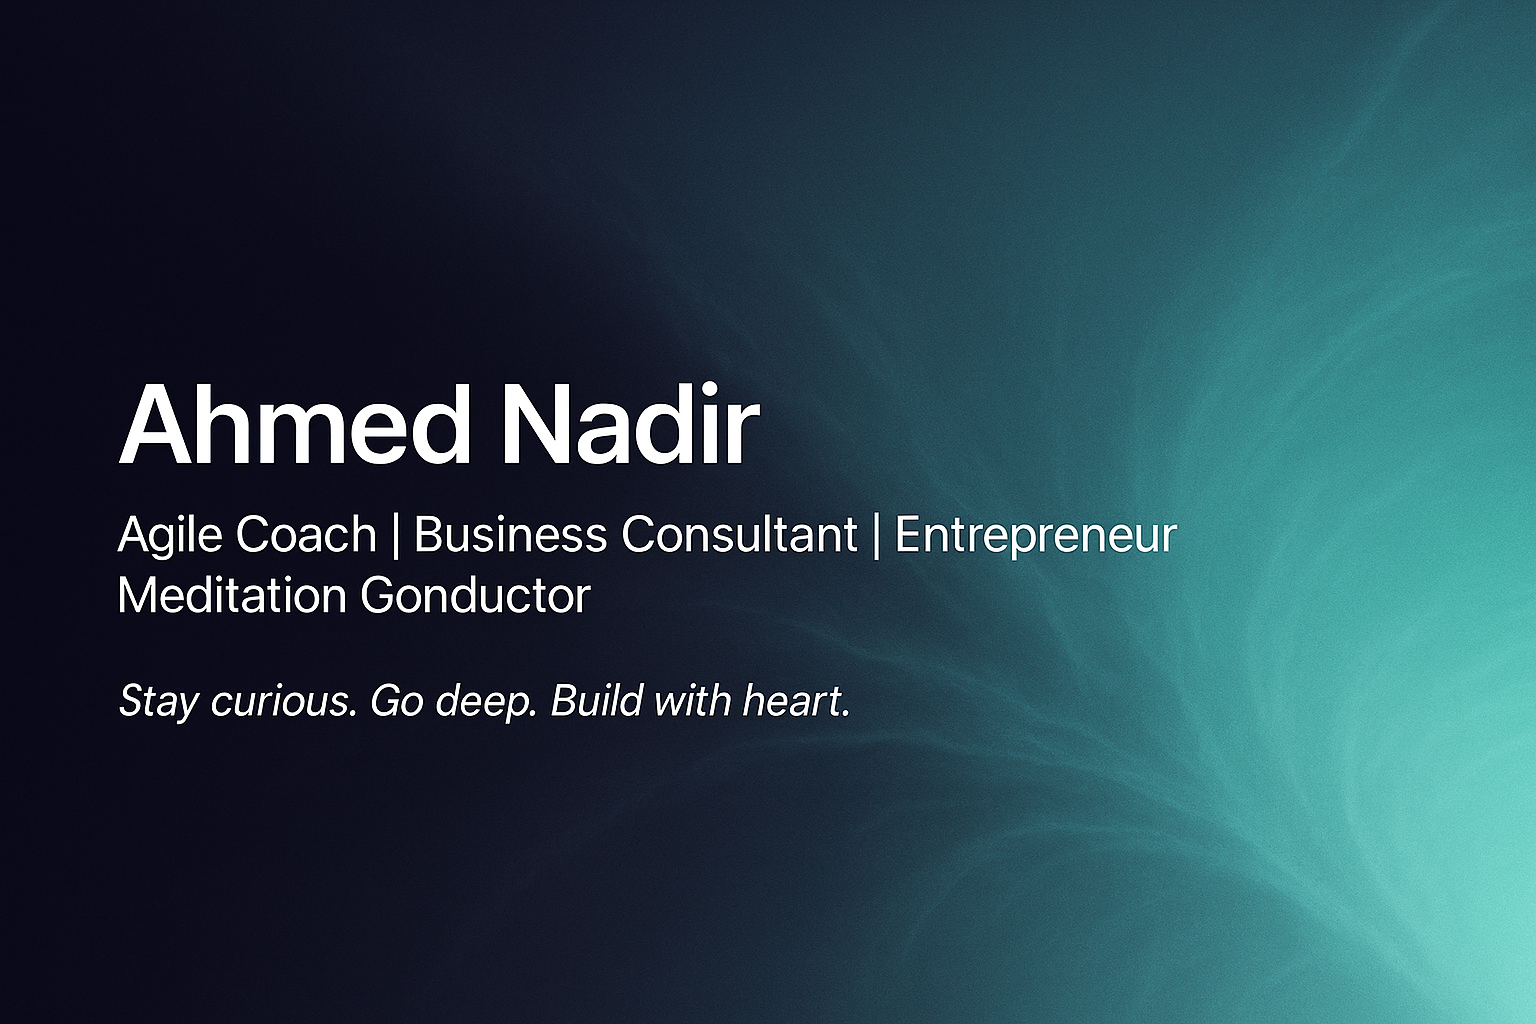 Ahmed Nadir
Agile Coach | Business Consultant | Entrepreneur
Meditation Gonductor
Stay curious. Go deep. Build with heart.